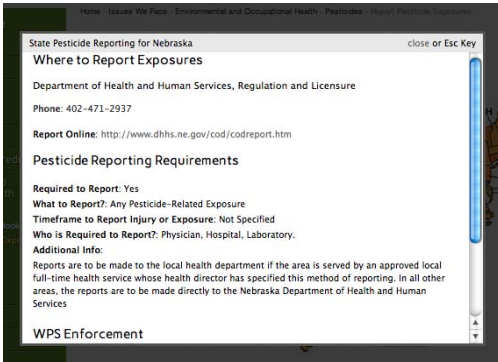 Home · Issues We Face · Environmental and Occupational Health · Pesticides · Report Pesticide Exposures
State Pesticide Reporting for Nebraska close or Esc Key
Where to Report Exposures
Department of Health and Human Services, Regulation and Licensure
Phone: 402-471-2937
Report Online: http://www.dhhs.ne.gov/cod/codreport.htm
Pesticide Reporting Requirements
Required to Report: Yes
What to Report?: Any Pesticide-Related Exposure
Timeframe to Report Injury or Exposure: Not Specified
Who is Required to Report?: Physician, Hospital, Laboratory.
Additional Info:
Reports are to be made to the local health department if the area is served by an approved local
full-time health service whose health director has specified this method of reporting. In all other
areas, the reports are to be made directly to the Nebraska Department of Health and Human
Services
WPS Enforcement